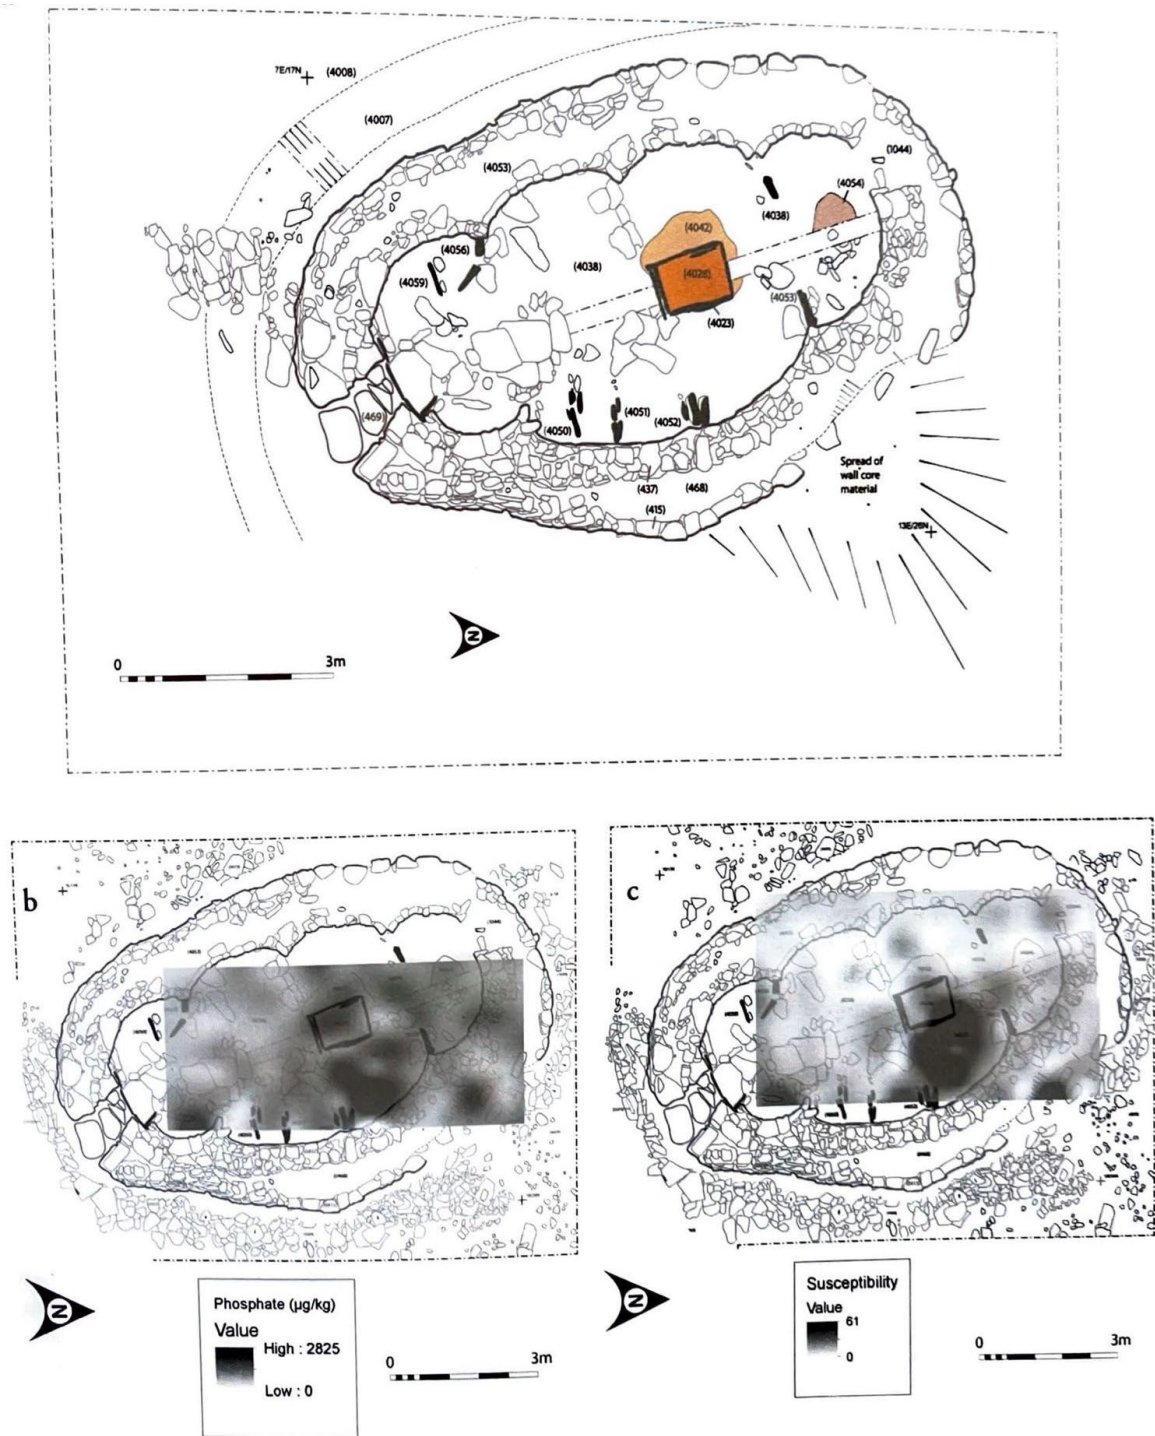 7E/17N
(4008)
(4007)
(4053)
(1044)
(4054)
(4038)
(4042)
(4056)
(4059)
(4038)
(4028)
(4053)
(4023)
(469)
(4051)
(4050)
(4052)
(437)
(468)
(415)
Spread of
wall core
material
13E/26N
N
0
3m
b
c
N
Phosphate (µg/kg)
Value
High : 2825
Low : 0
0
3m
N
Susceptibility
Value
61
0
0
3m